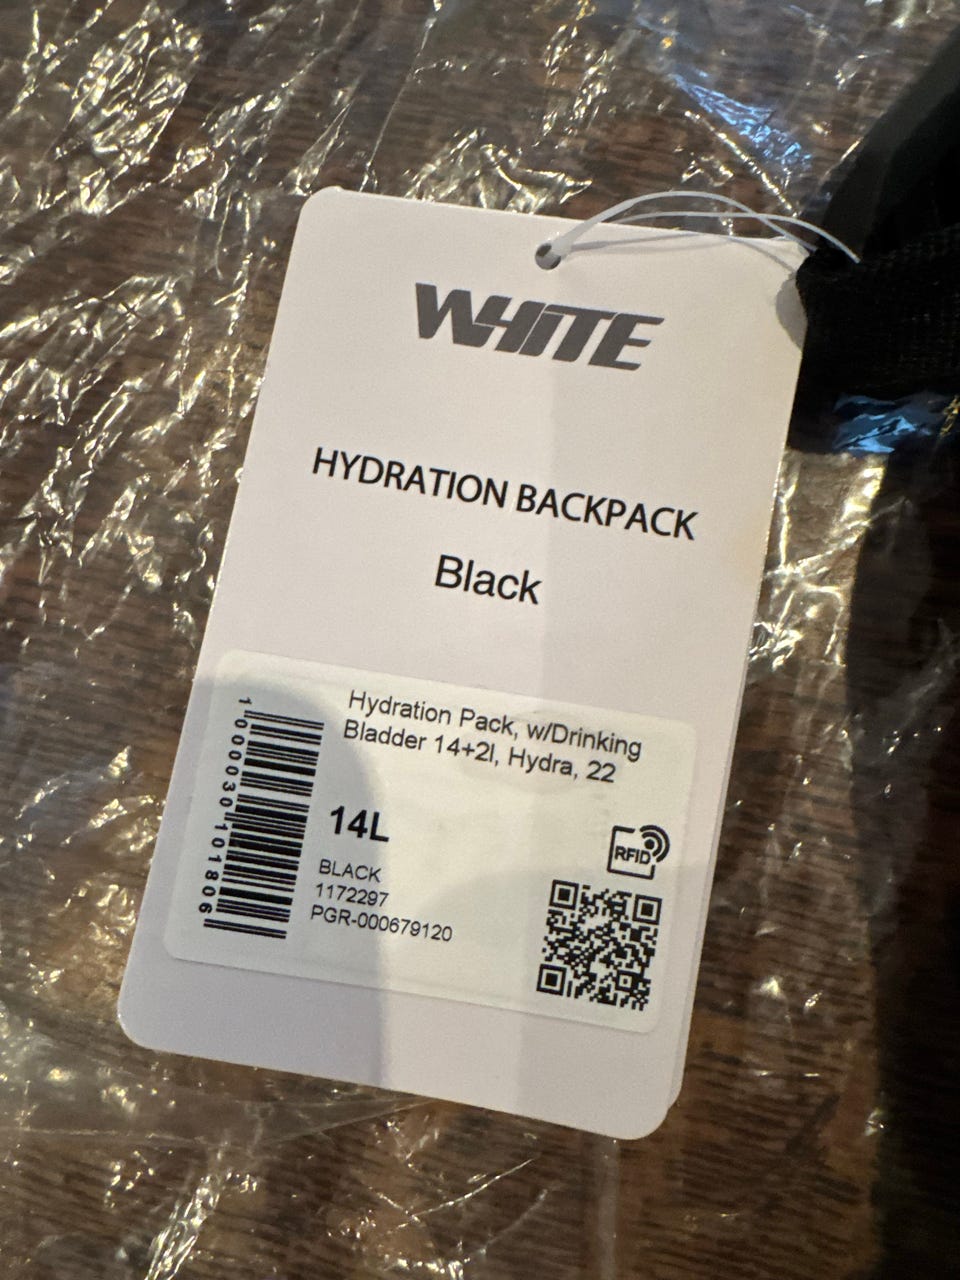 WHITE
HYDRATION BACKPACK
Black
Hydration Pack, w/Drinking
Bladder 14+2l, Hydra, 22
14L
RFID
BLACK
1172297
PGR-000679120
1000030101806